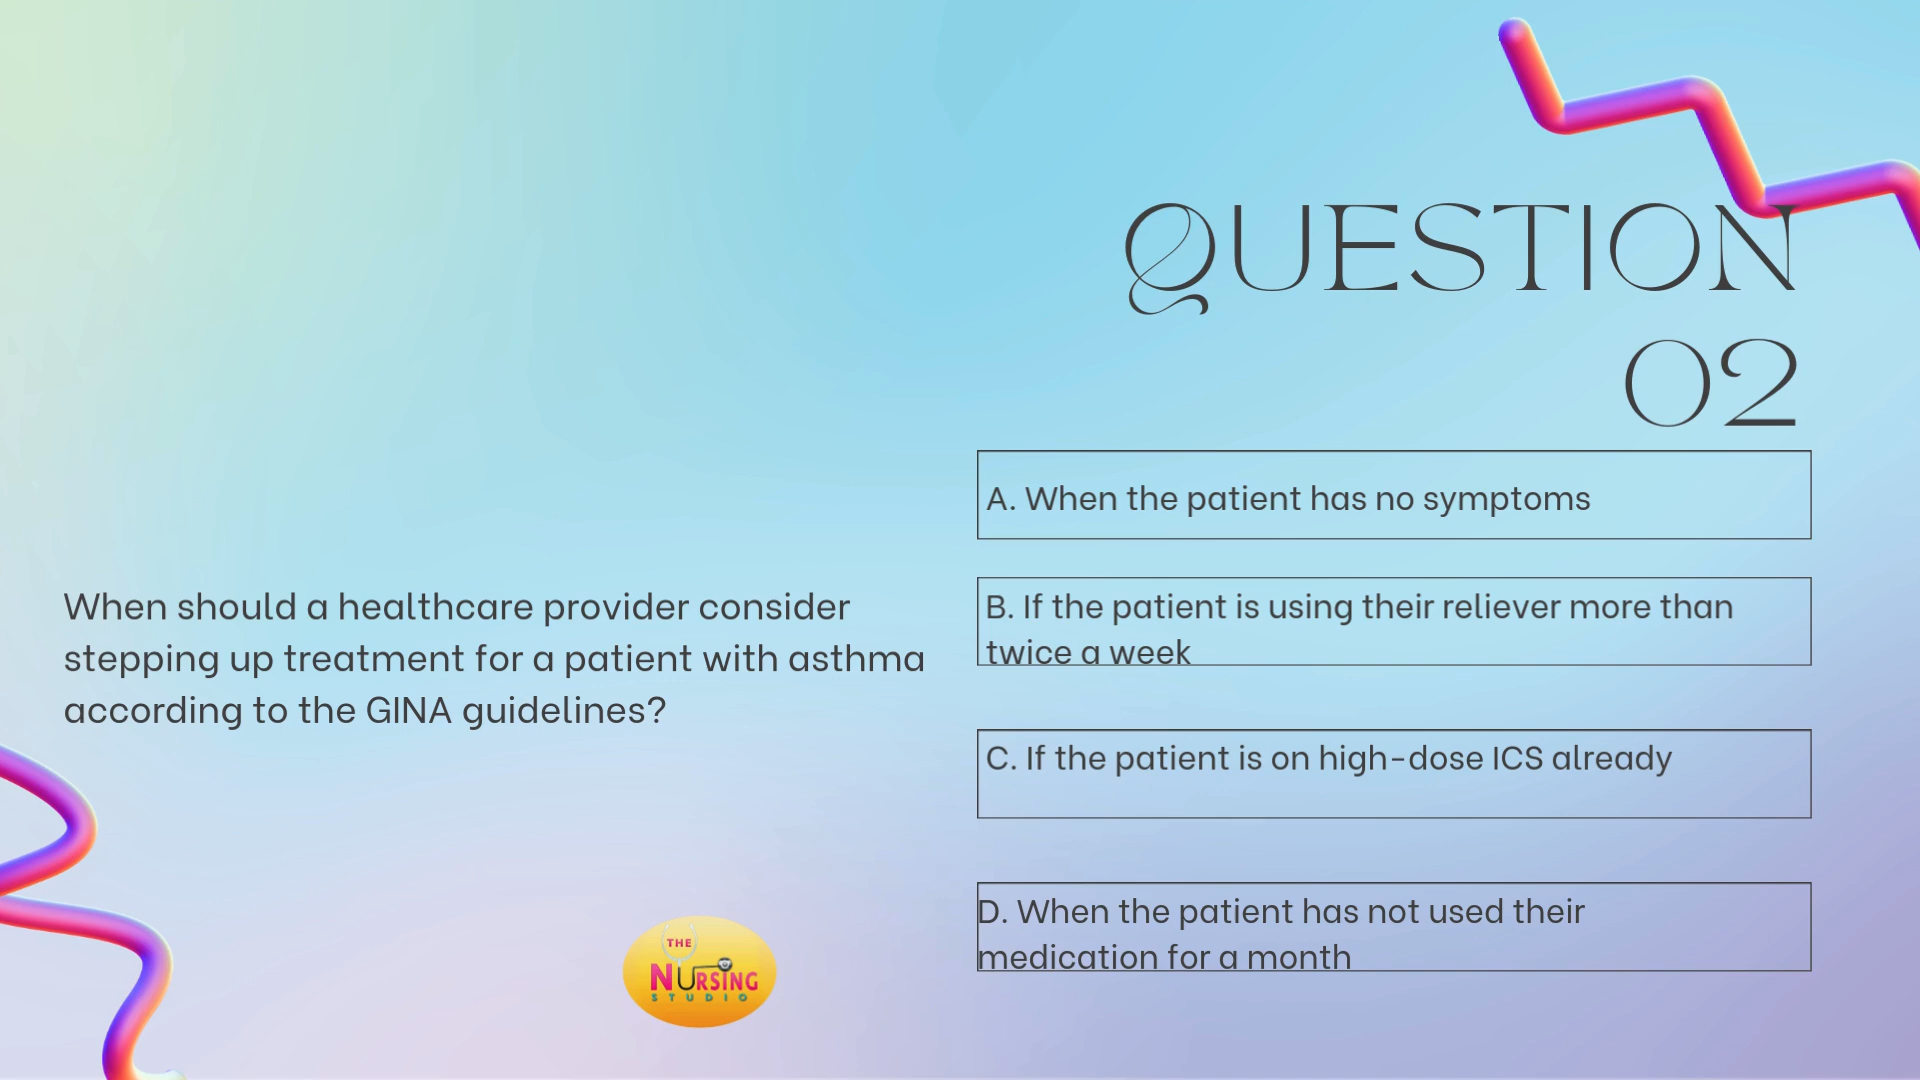 QUESTION
02
When should a healthcare provider consider
stepping up treatment for a patient with asthma
according to the GINA guidelines?
A. When the patient has no symptoms
B. If the patient is using their reliever more than
twice a week
C. If the patient is on high-dose ICS already
D. When the patient has not used their
medication for a month
THE
NURSING
STUDIO